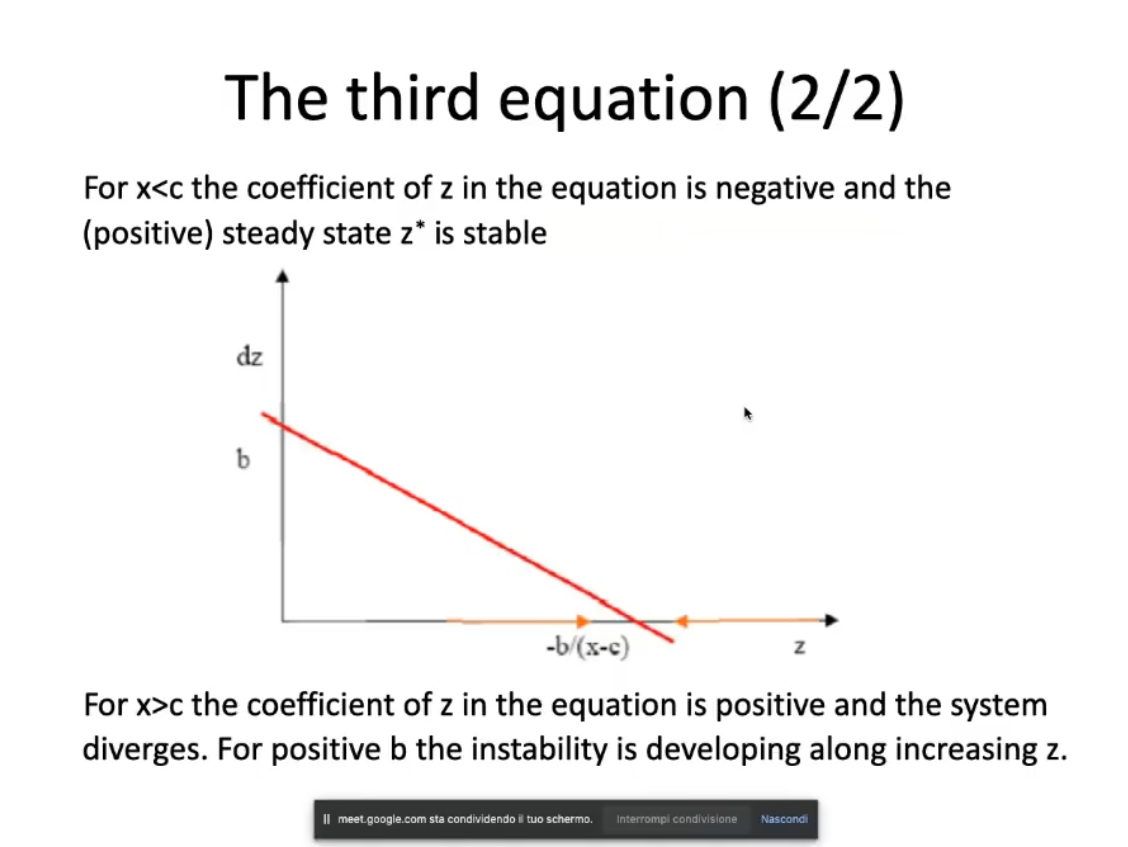 The third equation (2/2)
For x<c the coefficient of z in the equation is negative and the
(positive) steady state z* is stable
dz
b
-b/(x-c)
z
For x>c the coefficient of z in the equation is positive and the system
diverges. For positive b the instability is developing along increasing z.
meet.google.com sta condividendo il tuo schermo. Interrompi condivisione Nascondi